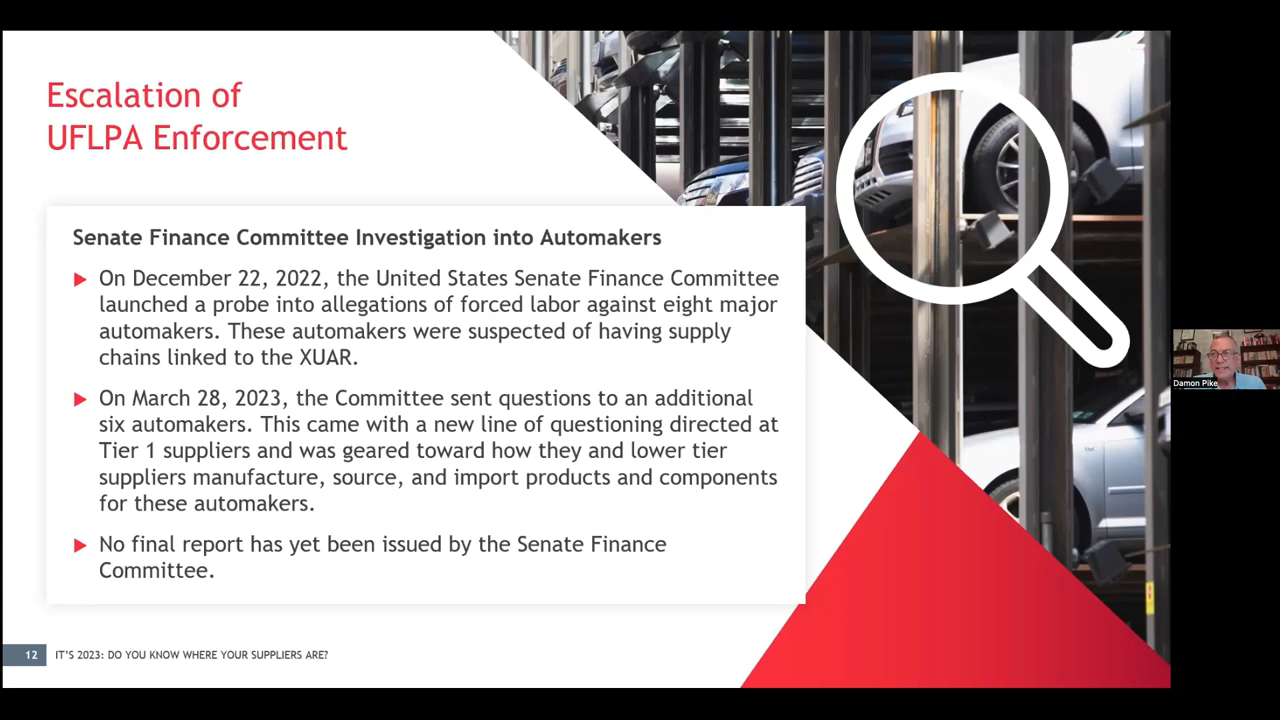 Escalation of
UFLPA Enforcement
Senate Finance Committee Investigation into Automakers
On December 22, 2022, the United States Senate Finance Committee
launched a probe into allegations of forced labor against eight major
automakers. These automakers were suspected of having supply
chains linked to the XUAR.
On March 28, 2023, the Committee sent questions to an additional
six automakers. This came with a new line of questioning directed at
Tier 1 suppliers and was geared toward how they and lower tier
suppliers manufacture, source, and import products and components
for these automakers.
No final report has yet been issued by the Senate Finance
Committee.
12 IT'S 2023: DO YOU KNOW WHERE YOUR SUPPLIERS ARE?
Damon Pike